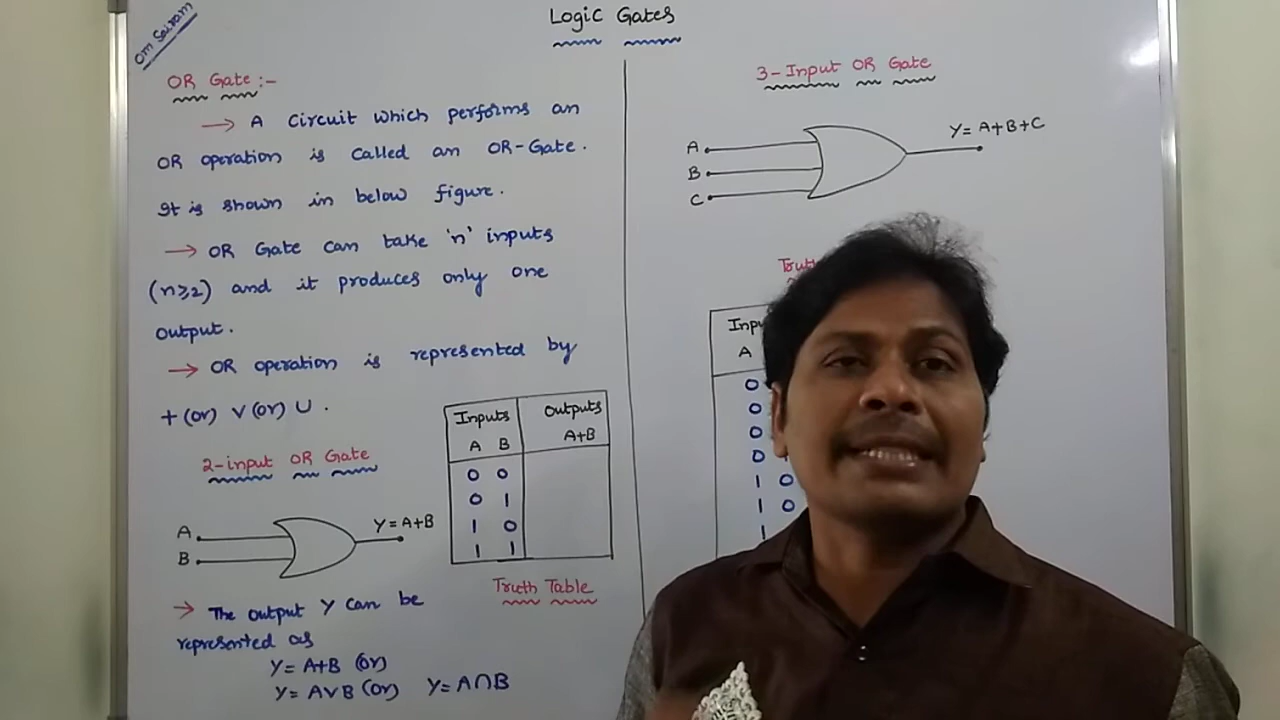 Om Sairam
Logic Gates
OR Gate :-
→ A circuit which performs an
OR operation is called an OR-Gate.
It is shown in below figure.
→ OR Gate can take 'n' inputs
(n≥2) and it produces only one
output.
→ OR operation is represented by
+ (or) ∨ (or) ∪ .
2-input OR Gate
A
B
Y = A+B
Inputs Outputs
A B A+B
0 0
0 1
1 0
1 1
Truth Table
→ The output Y can be
represented as
Y = A+B (or)
Y = A∨B (or) Y = A∩B
3-Input OR Gate
A
B
C
Y = A+B+C
A
0
0
0
0
1 0
1 0
1